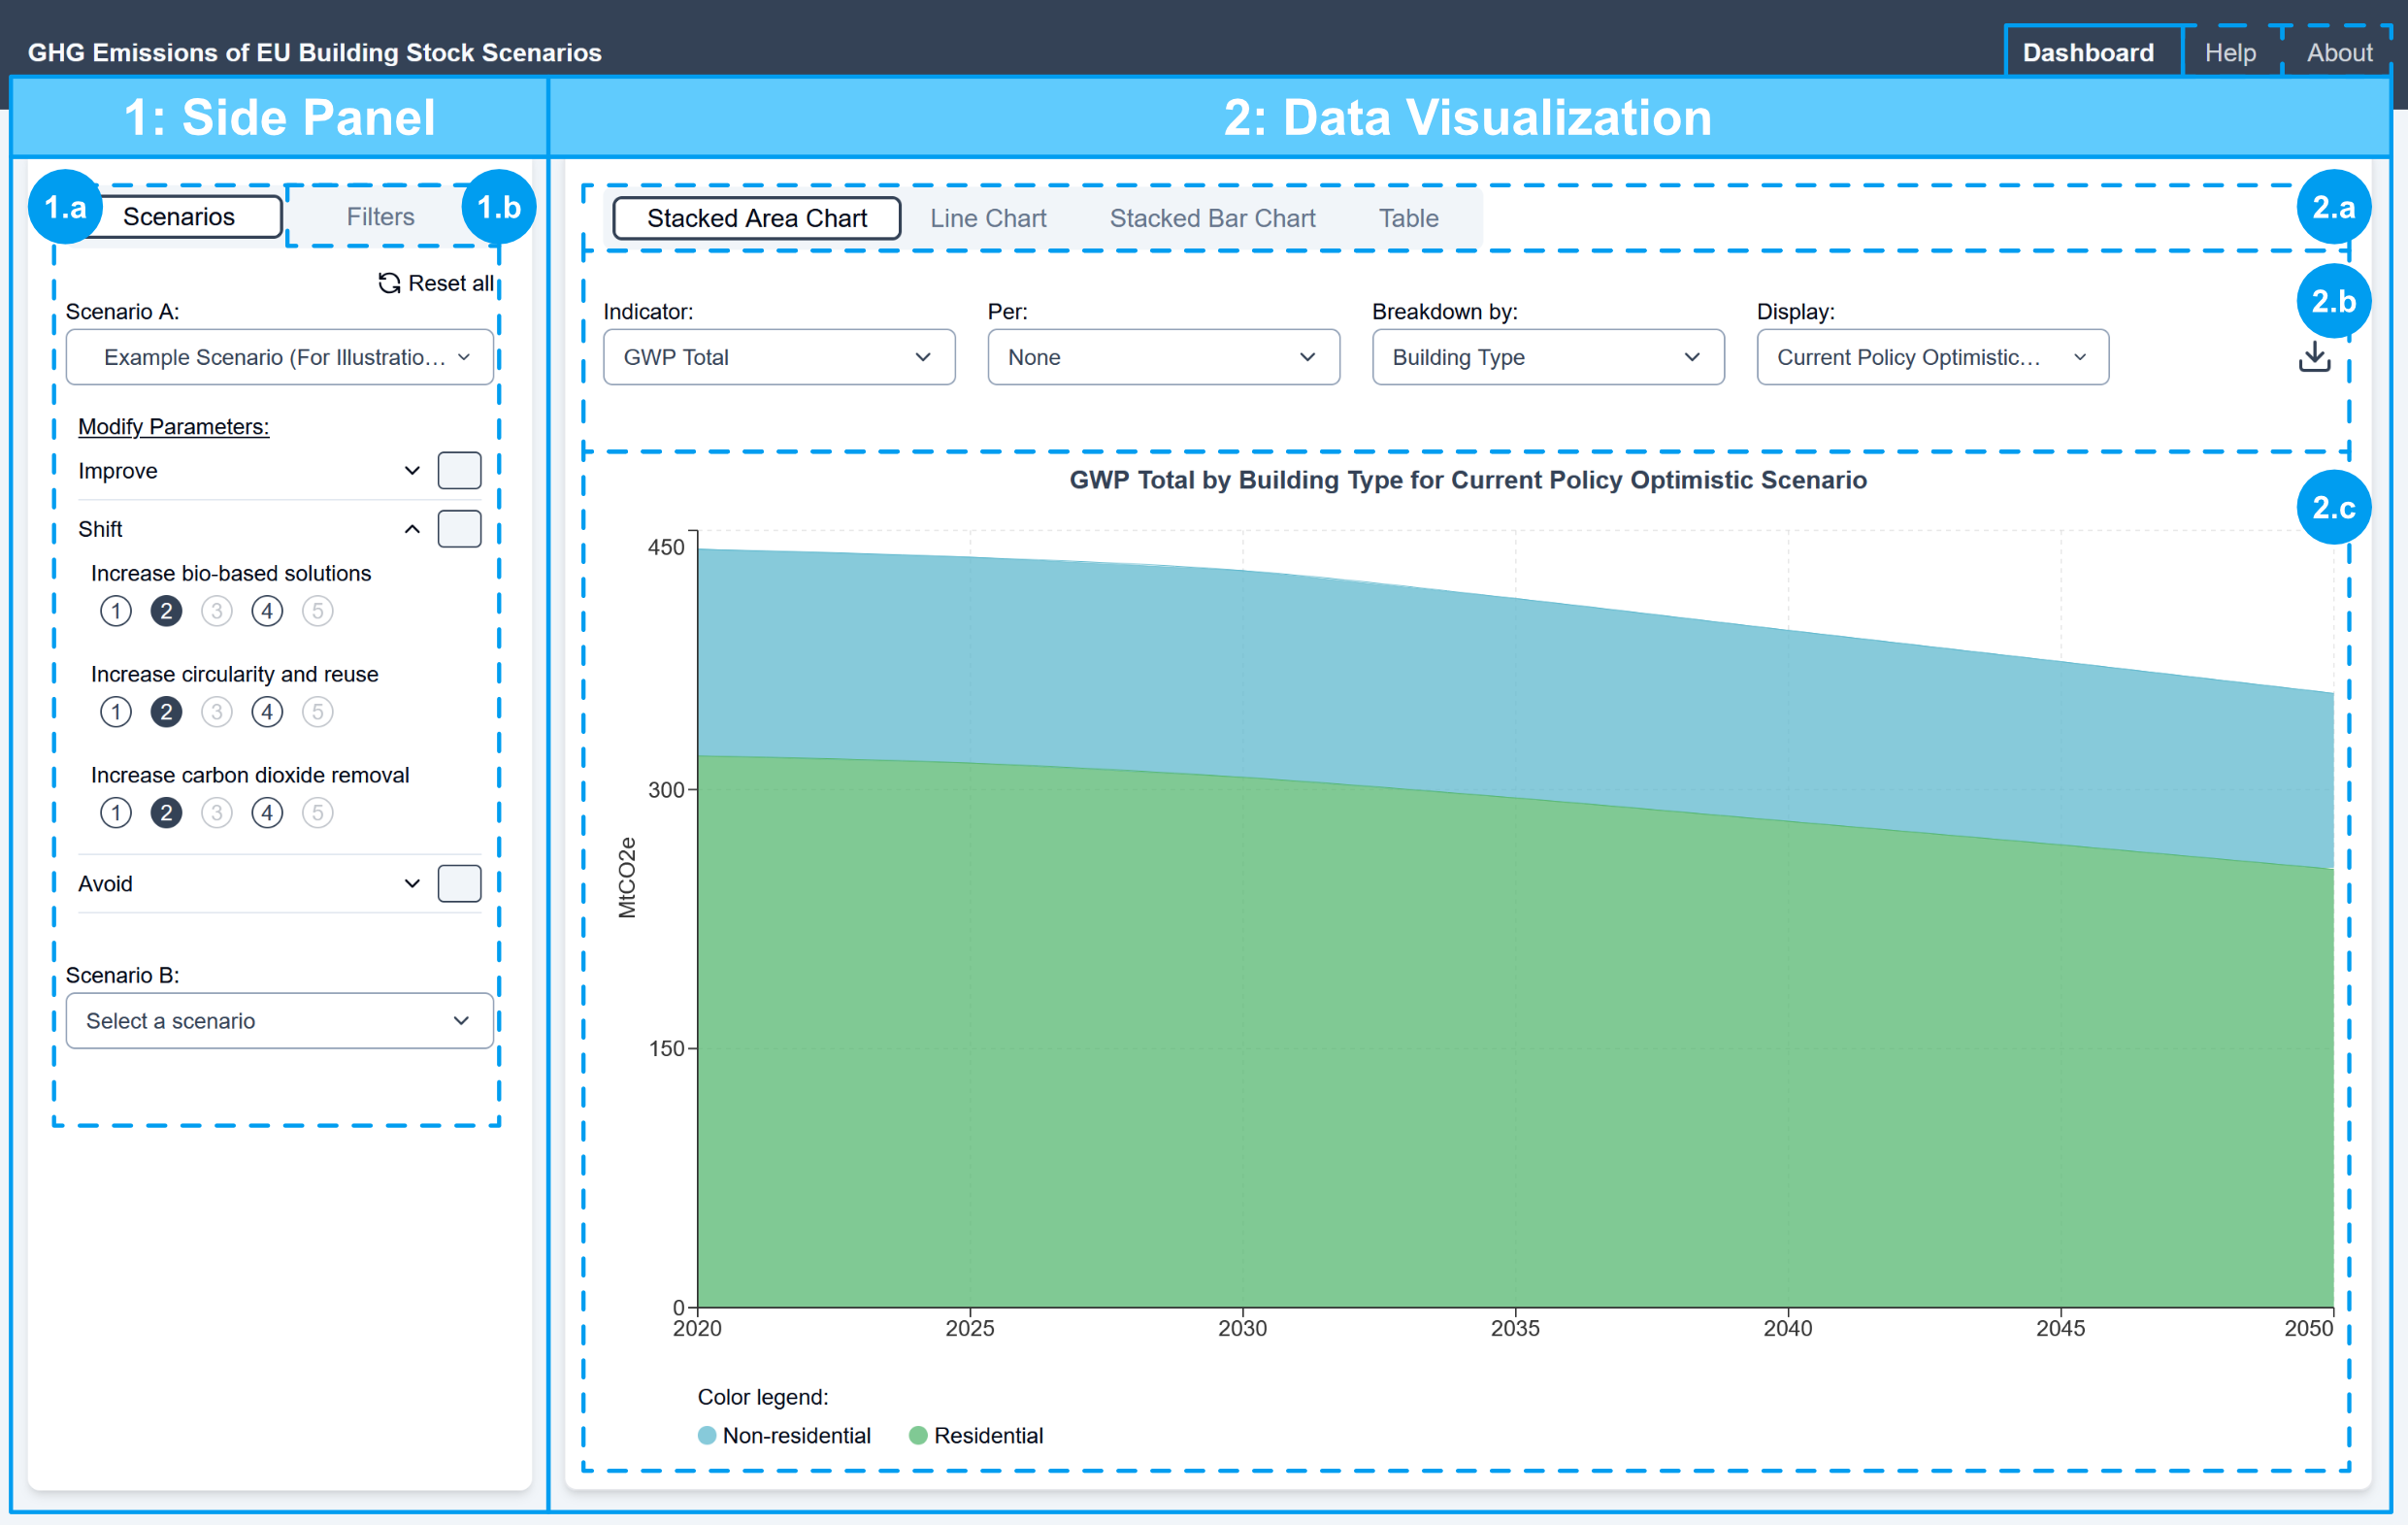 GHG Emissions of EU Building Stock Scenarios
Dashboard Help About
1: Side Panel
2: Data Visualization
1.a
Scenarios
Filters
1.b
Reset all
Scenario A:
Example Scenario (For Illustratio...
Modify Parameters:
Improve
Shift
Increase bio-based solutions
1 2 3 4 5
Increase circularity and reuse
1 2 3 4 5
Increase carbon dioxide removal
1 2 3 4 5
Avoid
Scenario B:
Select a scenario
Stacked Area Chart Line Chart Stacked Bar Chart Table
2.a
Indicator: Per: Breakdown by: Display:
2.b
GWP Total None Building Type Current Policy Optimistic...
GWP Total by Building Type for Current Policy Optimistic Scenario
2.c
450
300
MtCO2e
150
0
2020 2025 2030 2035 2040 2045 2050
Color legend:
Non-residential Residential